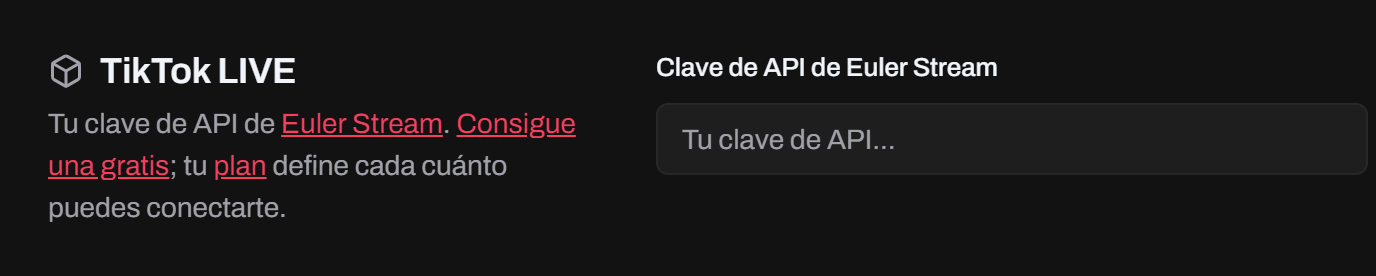 TikTok LIVE
Tu clave de API de Euler Stream. Consigue
una gratis; tu plan define cada cuánto
puedes conectarte.
Clave de API de Euler Stream
Tu clave de API...